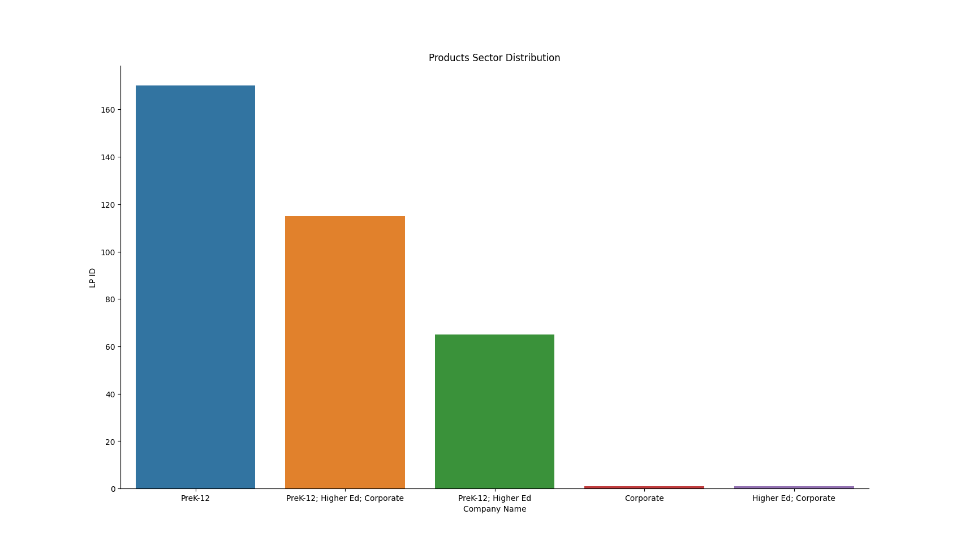 Products Sector Distribution
160
140
120
100
80
60
40
20
0
LP ID
PreK-12
PreK-12; Higher Ed; Corporate
PreK-12; Higher Ed
Corporate
Higher Ed; Corporate
Company Name